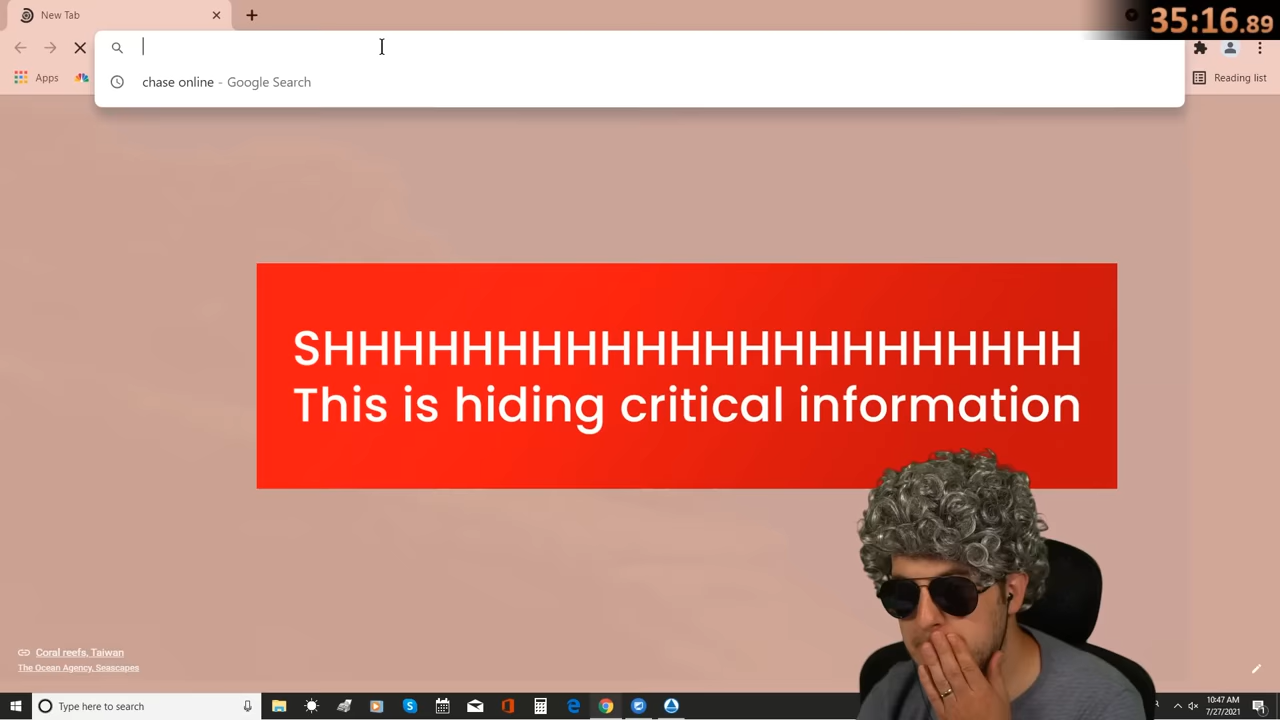 New Tab
35:16.89
chase online - Google Search
Apps
Reading list
SHHHHHHHHHHHHHHHHHHHHHH
This is hiding critical information
Coral reefs, Taiwan
The Ocean Agency, Seascapes
Type here to search
10:47 AM
7/27/2021